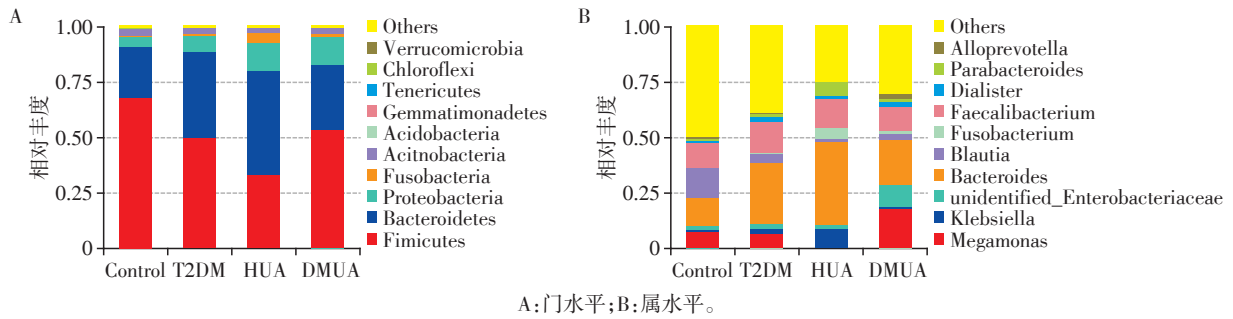 A
相对丰度
1.00
0.75
0.50
0.25
0
Control T2DM HUA DMUA
Others
Verrucomicrobia
Chloroflexi
Tenericutes
Gemmatimonadetes
Acidobacteria
Acitnobacteria
Fusobacteria
Proteobacteria
Bacteroidetes
Fimicutes
B
相对丰度
1.00
0.75
0.50
0.25
0
Control T2DM HUA DMUA
Others
Alloprevotella
Parabacteroides
Dialister
Faecalibacterium
Fusobacterium
Blautia
Bacteroides
unidentified_Enterobacteriaceae
Klebsiella
Megamonas
A:门水平;B:属水平。